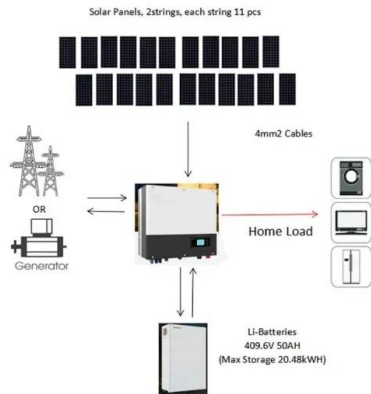 Solar Panels, 2strings, each string 11 pcs
4mm2 Cables
OR
Home Load
Generator
Li-Batteries
409.6V 50AH
(Max Storage 20.48kWH)